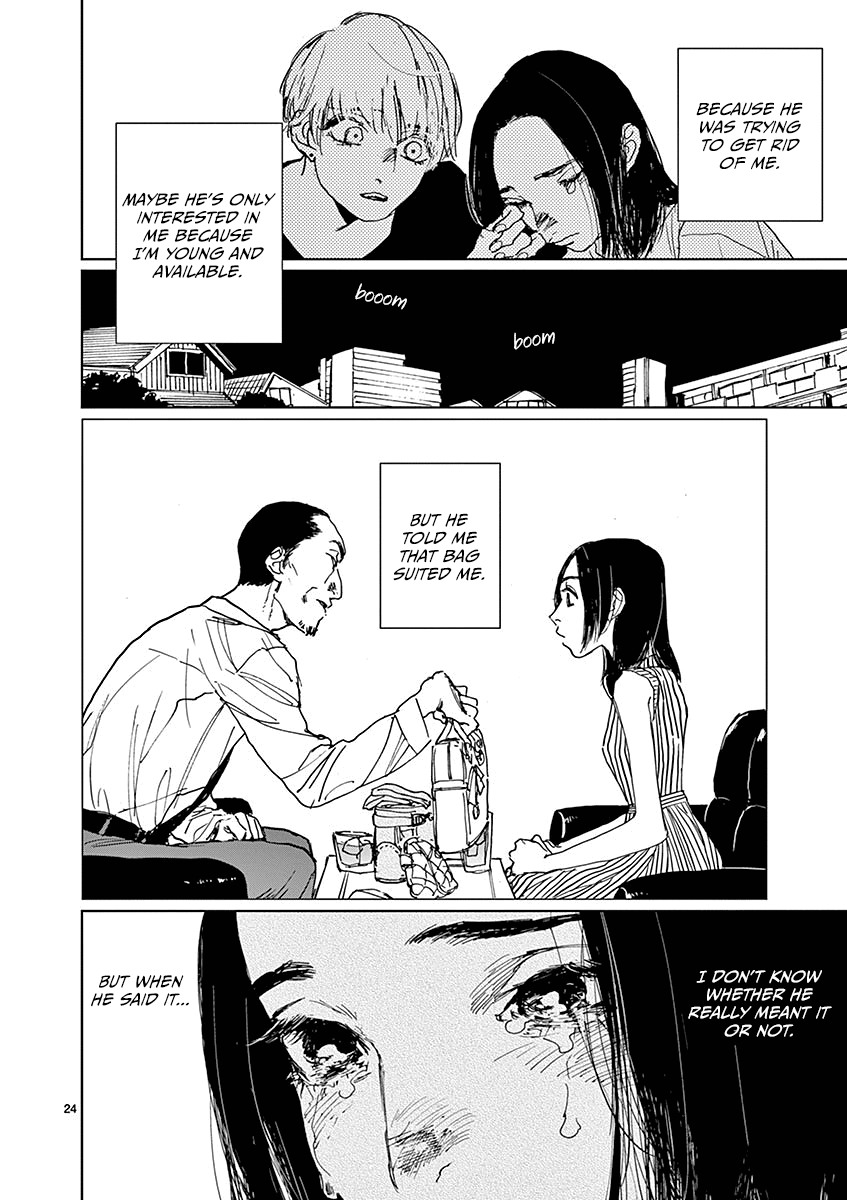 BECAUSE HE
WAS TRYING
TO GET RID
OF ME.
MAYBE HE'S ONLY
INTERESTED IN
ME BECAUSE
I'M YOUNG AND
AVAILABLE.
booom
boom
BUT HE
TOLD ME
THAT BAG
SUITED ME.
I DON'T KNOW
WHETHER HE
REALLY MEANT IT
OR NOT.
BUT WHEN
HE SAID IT...
24